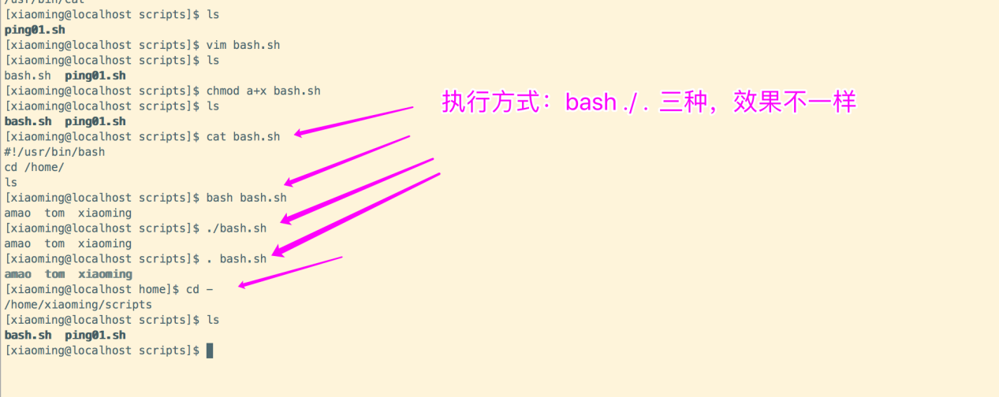 /usr/bin/cat
[xiaoming@localhost scripts]$ ls
ping01.sh
[xiaoming@localhost scripts]$ vim bash.sh
[xiaoming@localhost scripts]$ ls
bash.sh  ping01.sh
[xiaoming@localhost scripts]$ chmod a+x bash.sh
执行方式：bash ./ . 三种，效果不一样
[xiaoming@localhost scripts]$ ls
bash.sh  ping01.sh
[xiaoming@localhost scripts]$ cat bash.sh
#!/usr/bin/bash
cd /home/
ls
[xiaoming@localhost scripts]$ bash bash.sh
amao  tom  xiaoming
[xiaoming@localhost scripts]$ ./bash.sh
amao  tom  xiaoming
[xiaoming@localhost scripts]$ . bash.sh
amao  tom  xiaoming
[xiaoming@localhost home]$ cd -
/home/xiaoming/scripts
[xiaoming@localhost scripts]$ ls
bash.sh  ping01.sh
[xiaoming@localhost scripts]$